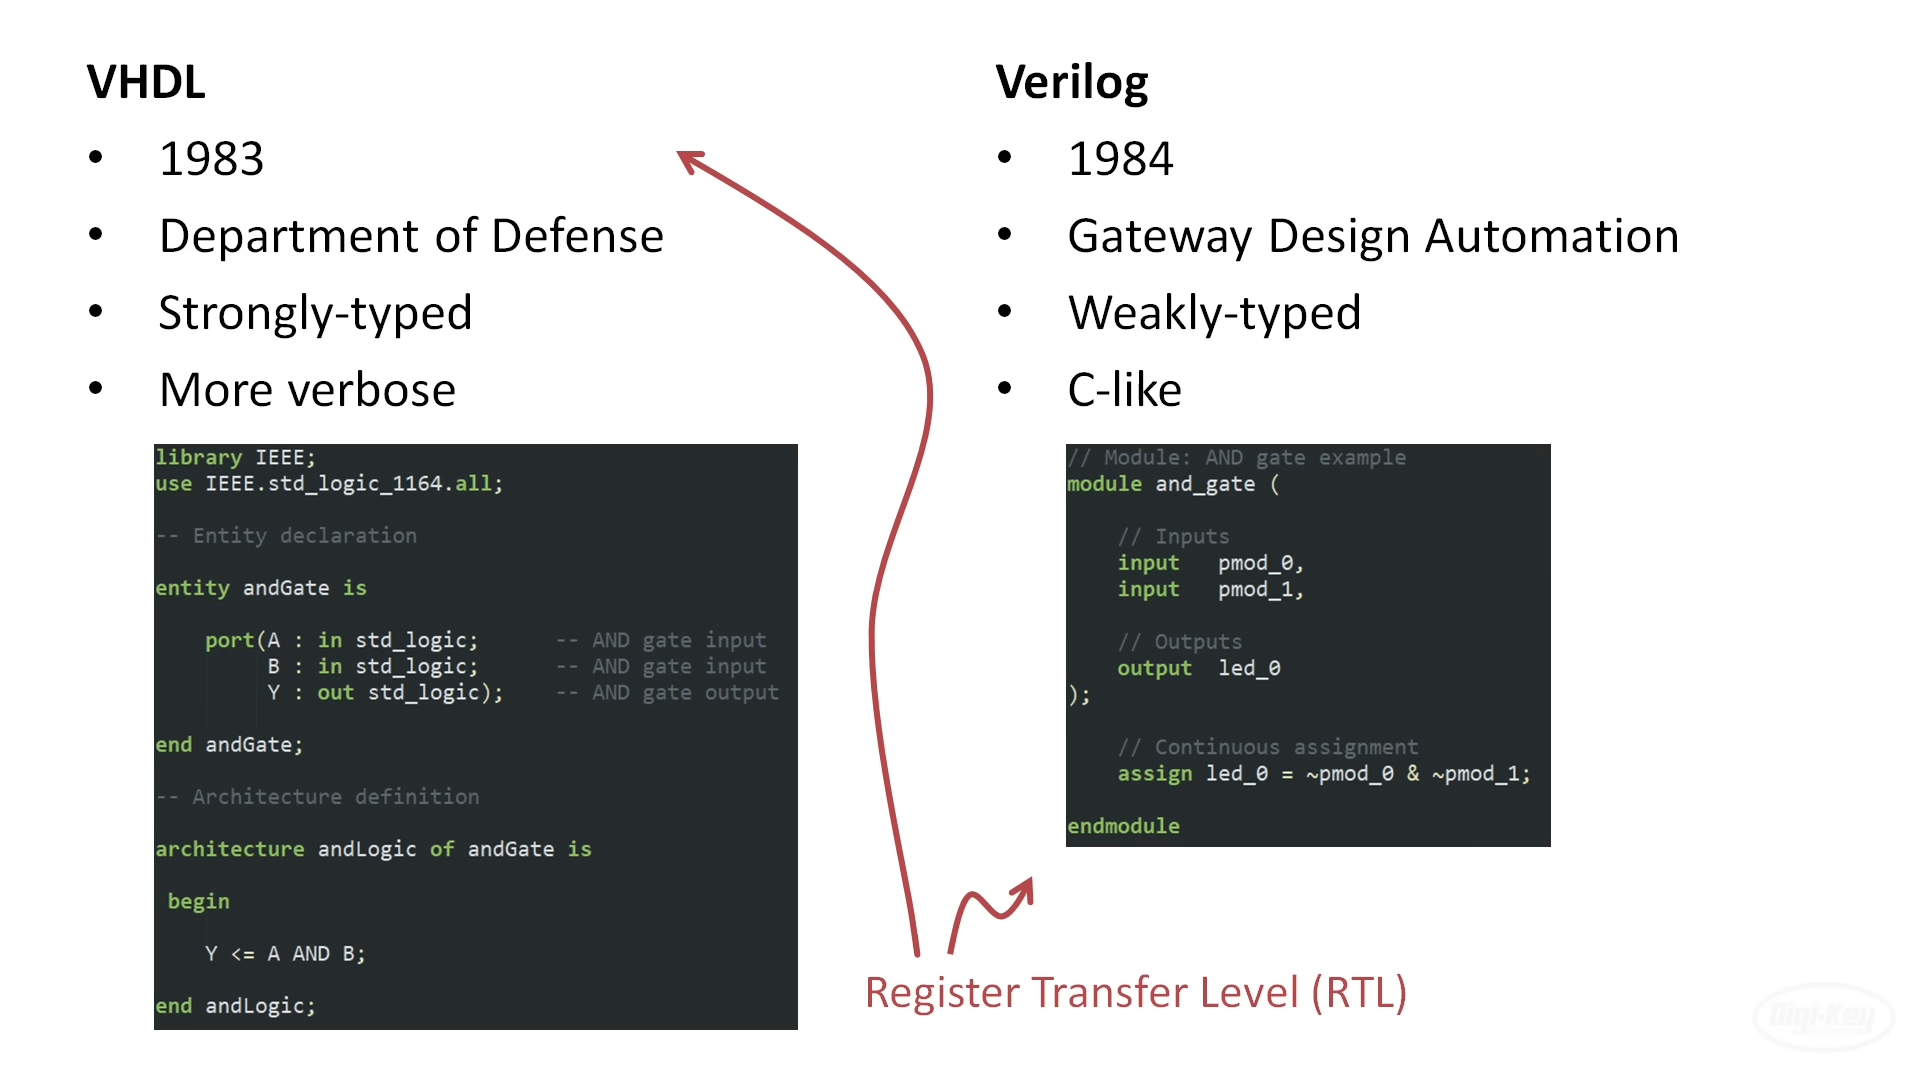 VHDL
• 1983
• Department of Defense
• Strongly-typed
• More verbose
library IEEE;
use IEEE.std_logic_1164.all;
-- Entity declaration
entity andGate is
port(A : in std_logic; -- AND gate input
B : in std_logic; -- AND gate input
Y : out std_logic); -- AND gate output
end andGate;
-- Architecture definition
architecture andLogic of andGate is
begin
Y <= A AND B;
end andLogic;
Verilog
• 1984
• Gateway Design Automation
• Weakly-typed
• C-like
// Module: AND gate example
module and_gate (
// Inputs
input pmod_0,
input pmod_1,
// Outputs
output led_0
);
// Continuous assignment
assign led_0 = ~pmod_0 & ~pmod_1;
endmodule
Register Transfer Level (RTL)
Digi-Key